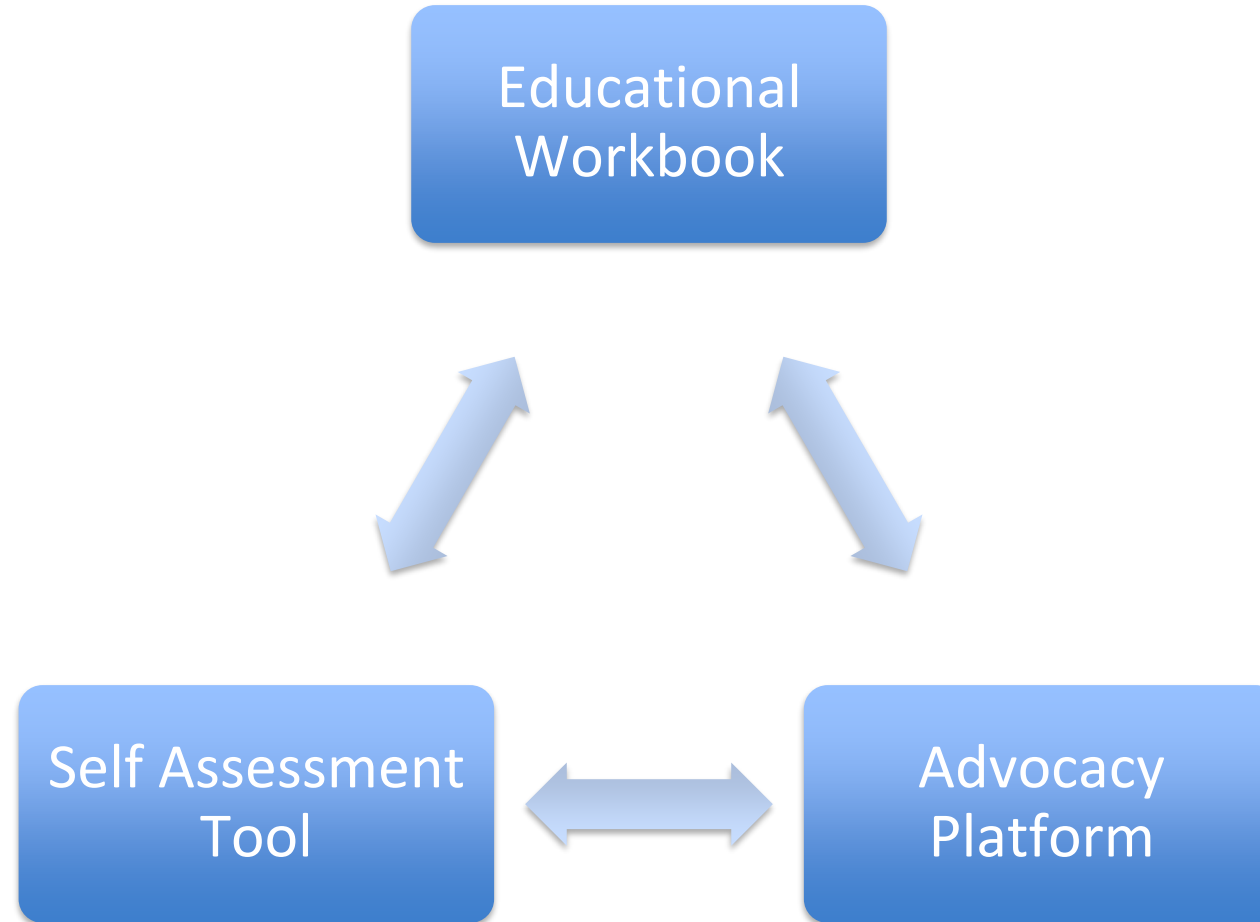 Educational
Workbook
Self Assessment
Tool
Advocacy
Platform